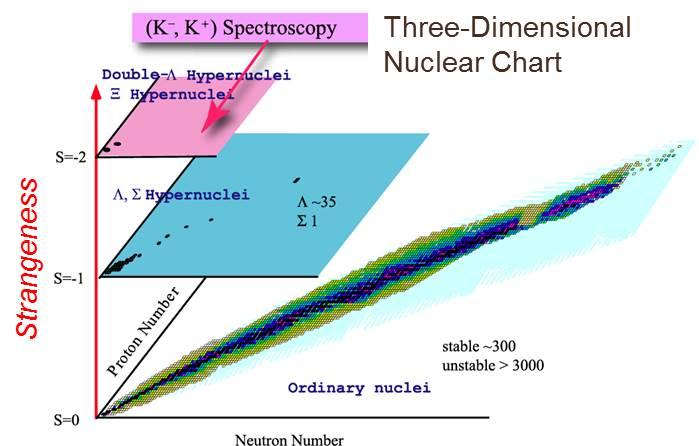 (K⁻, K⁺) Spectroscopy
Three-Dimensional
Nuclear Chart
Double-Λ Hypernuclei
Ξ Hypernuclei
S=-2
Λ, Σ Hypernuclei
Λ ~35
Σ 1
S=-1
Strangeness
Proton Number
stable ~300
unstable > 3000
Ordinary nuclei
S=0
Neutron Number